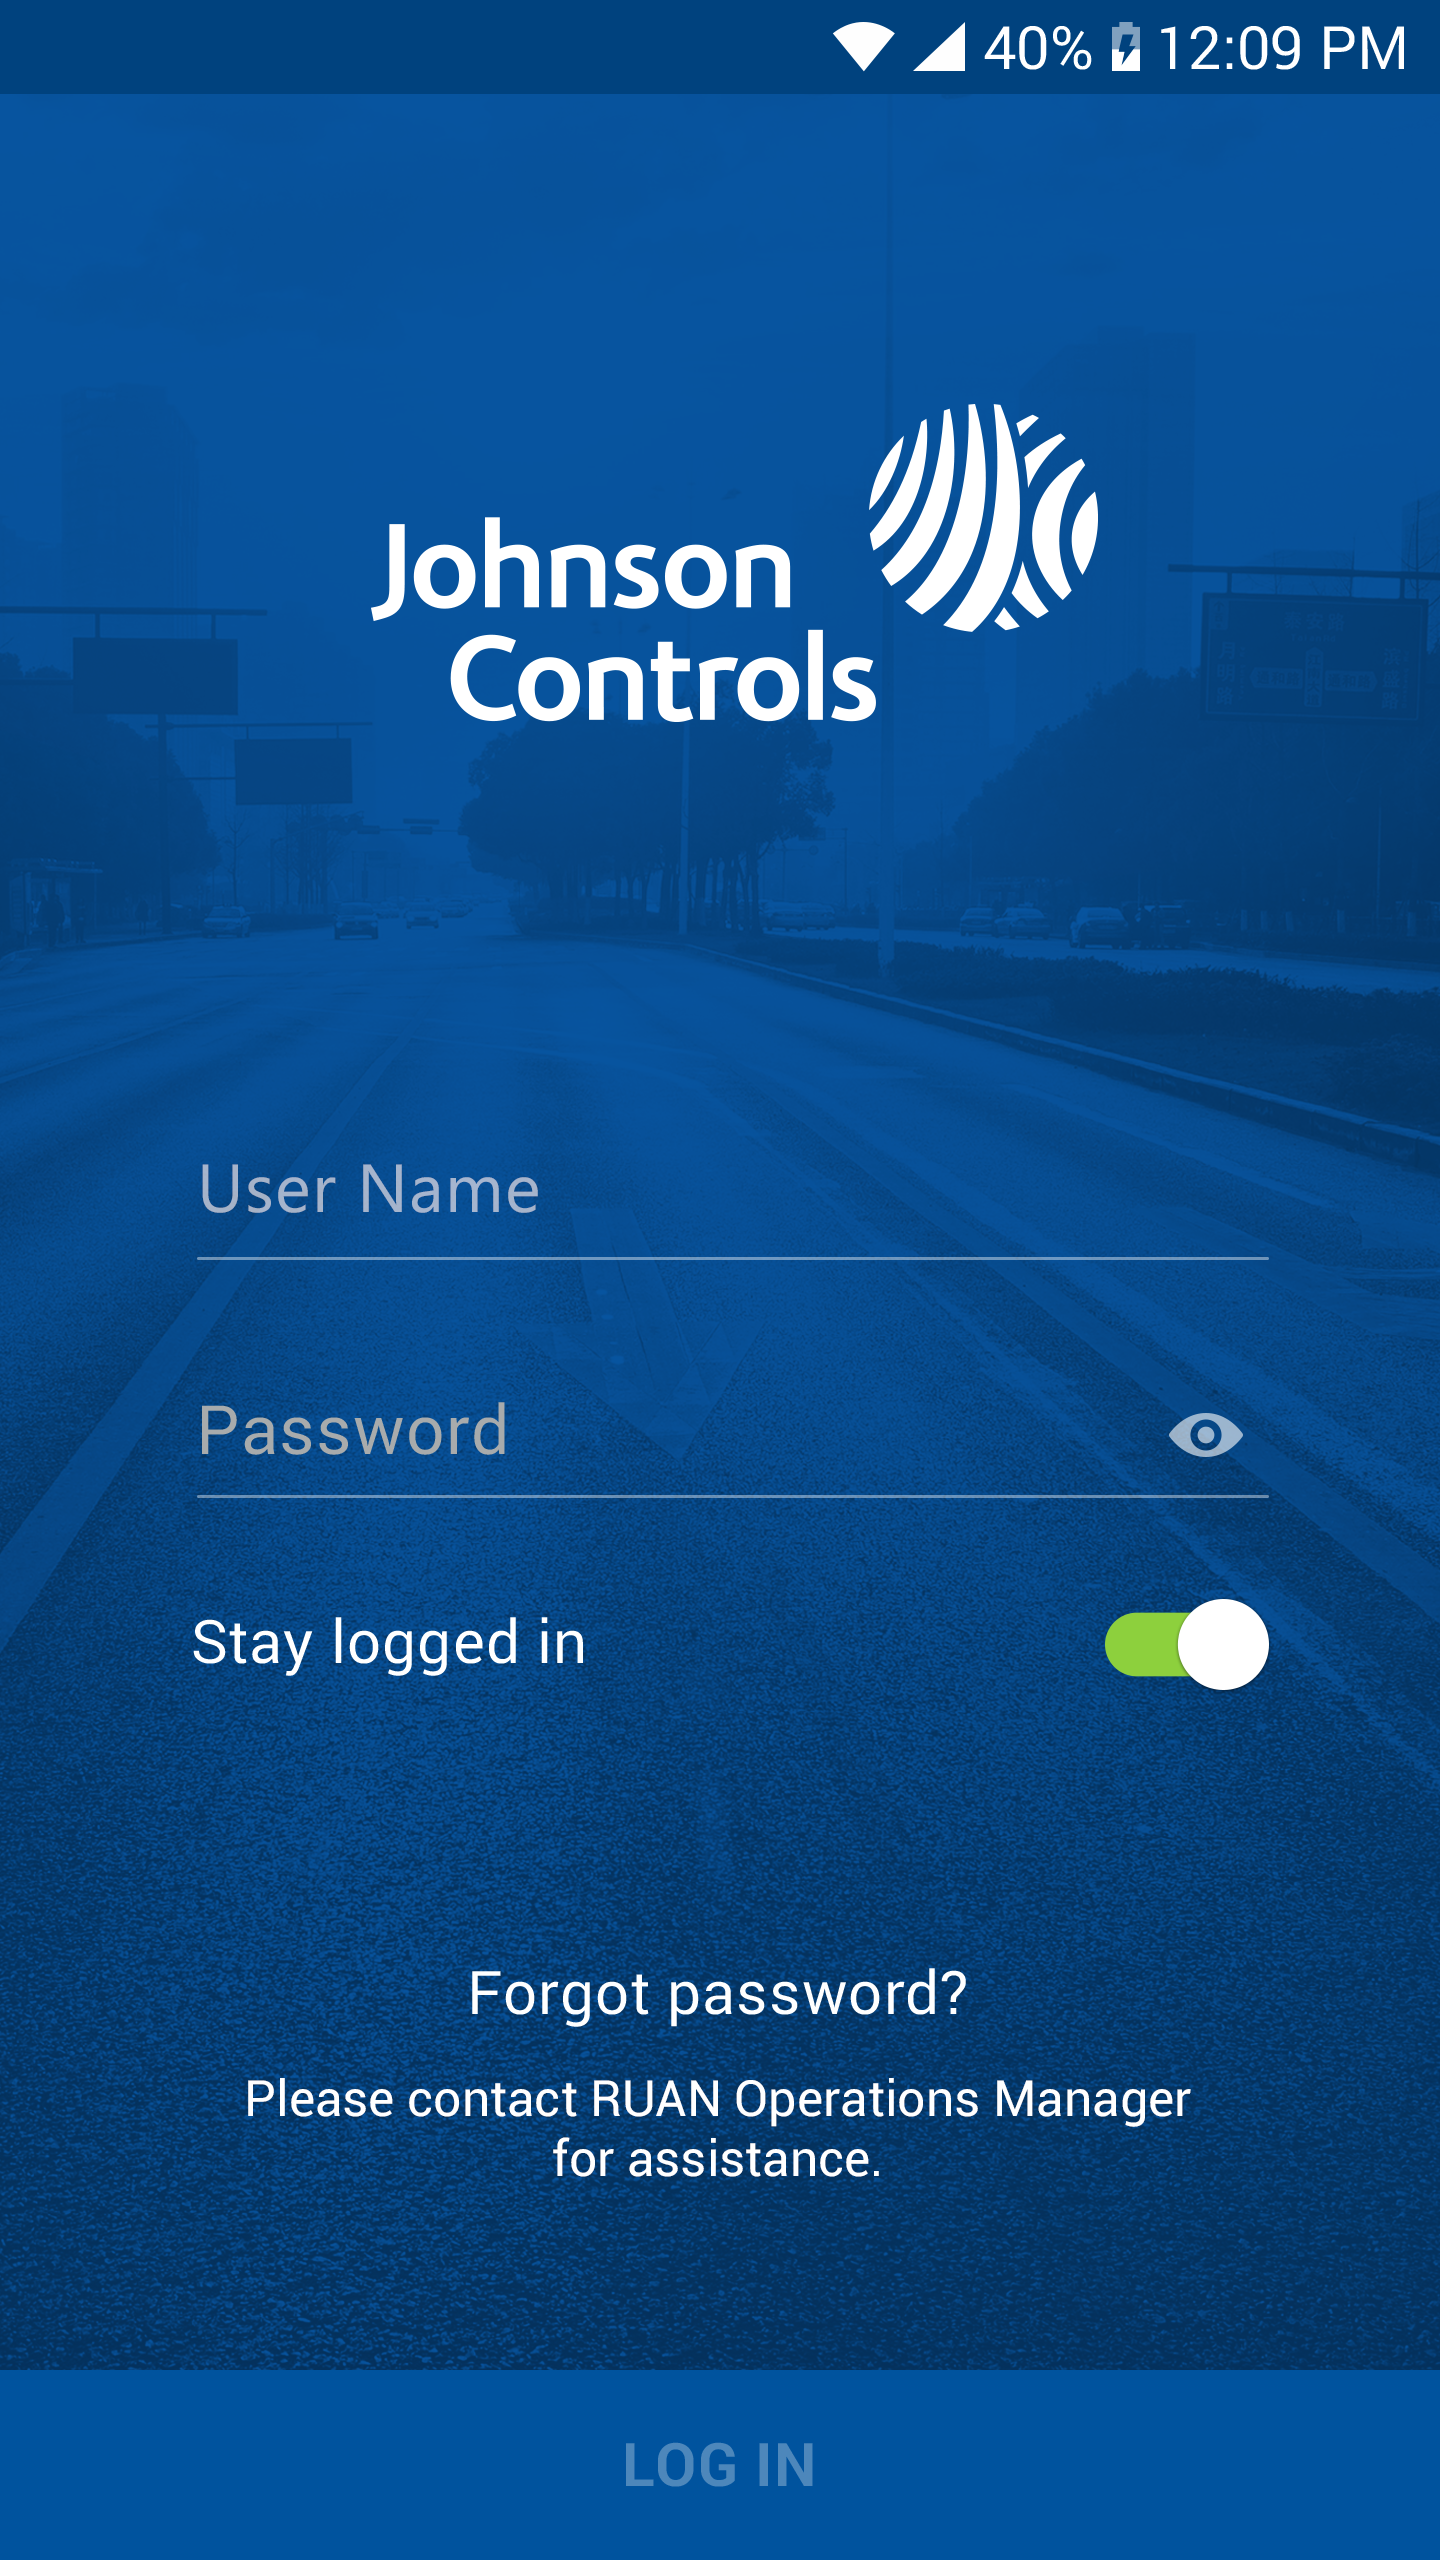 40% 12:09 PM
Johnson
Controls
User Name
Password
Stay logged in
Forgot password?
Please contact RUAN Operations Manager
for assistance.
LOG IN